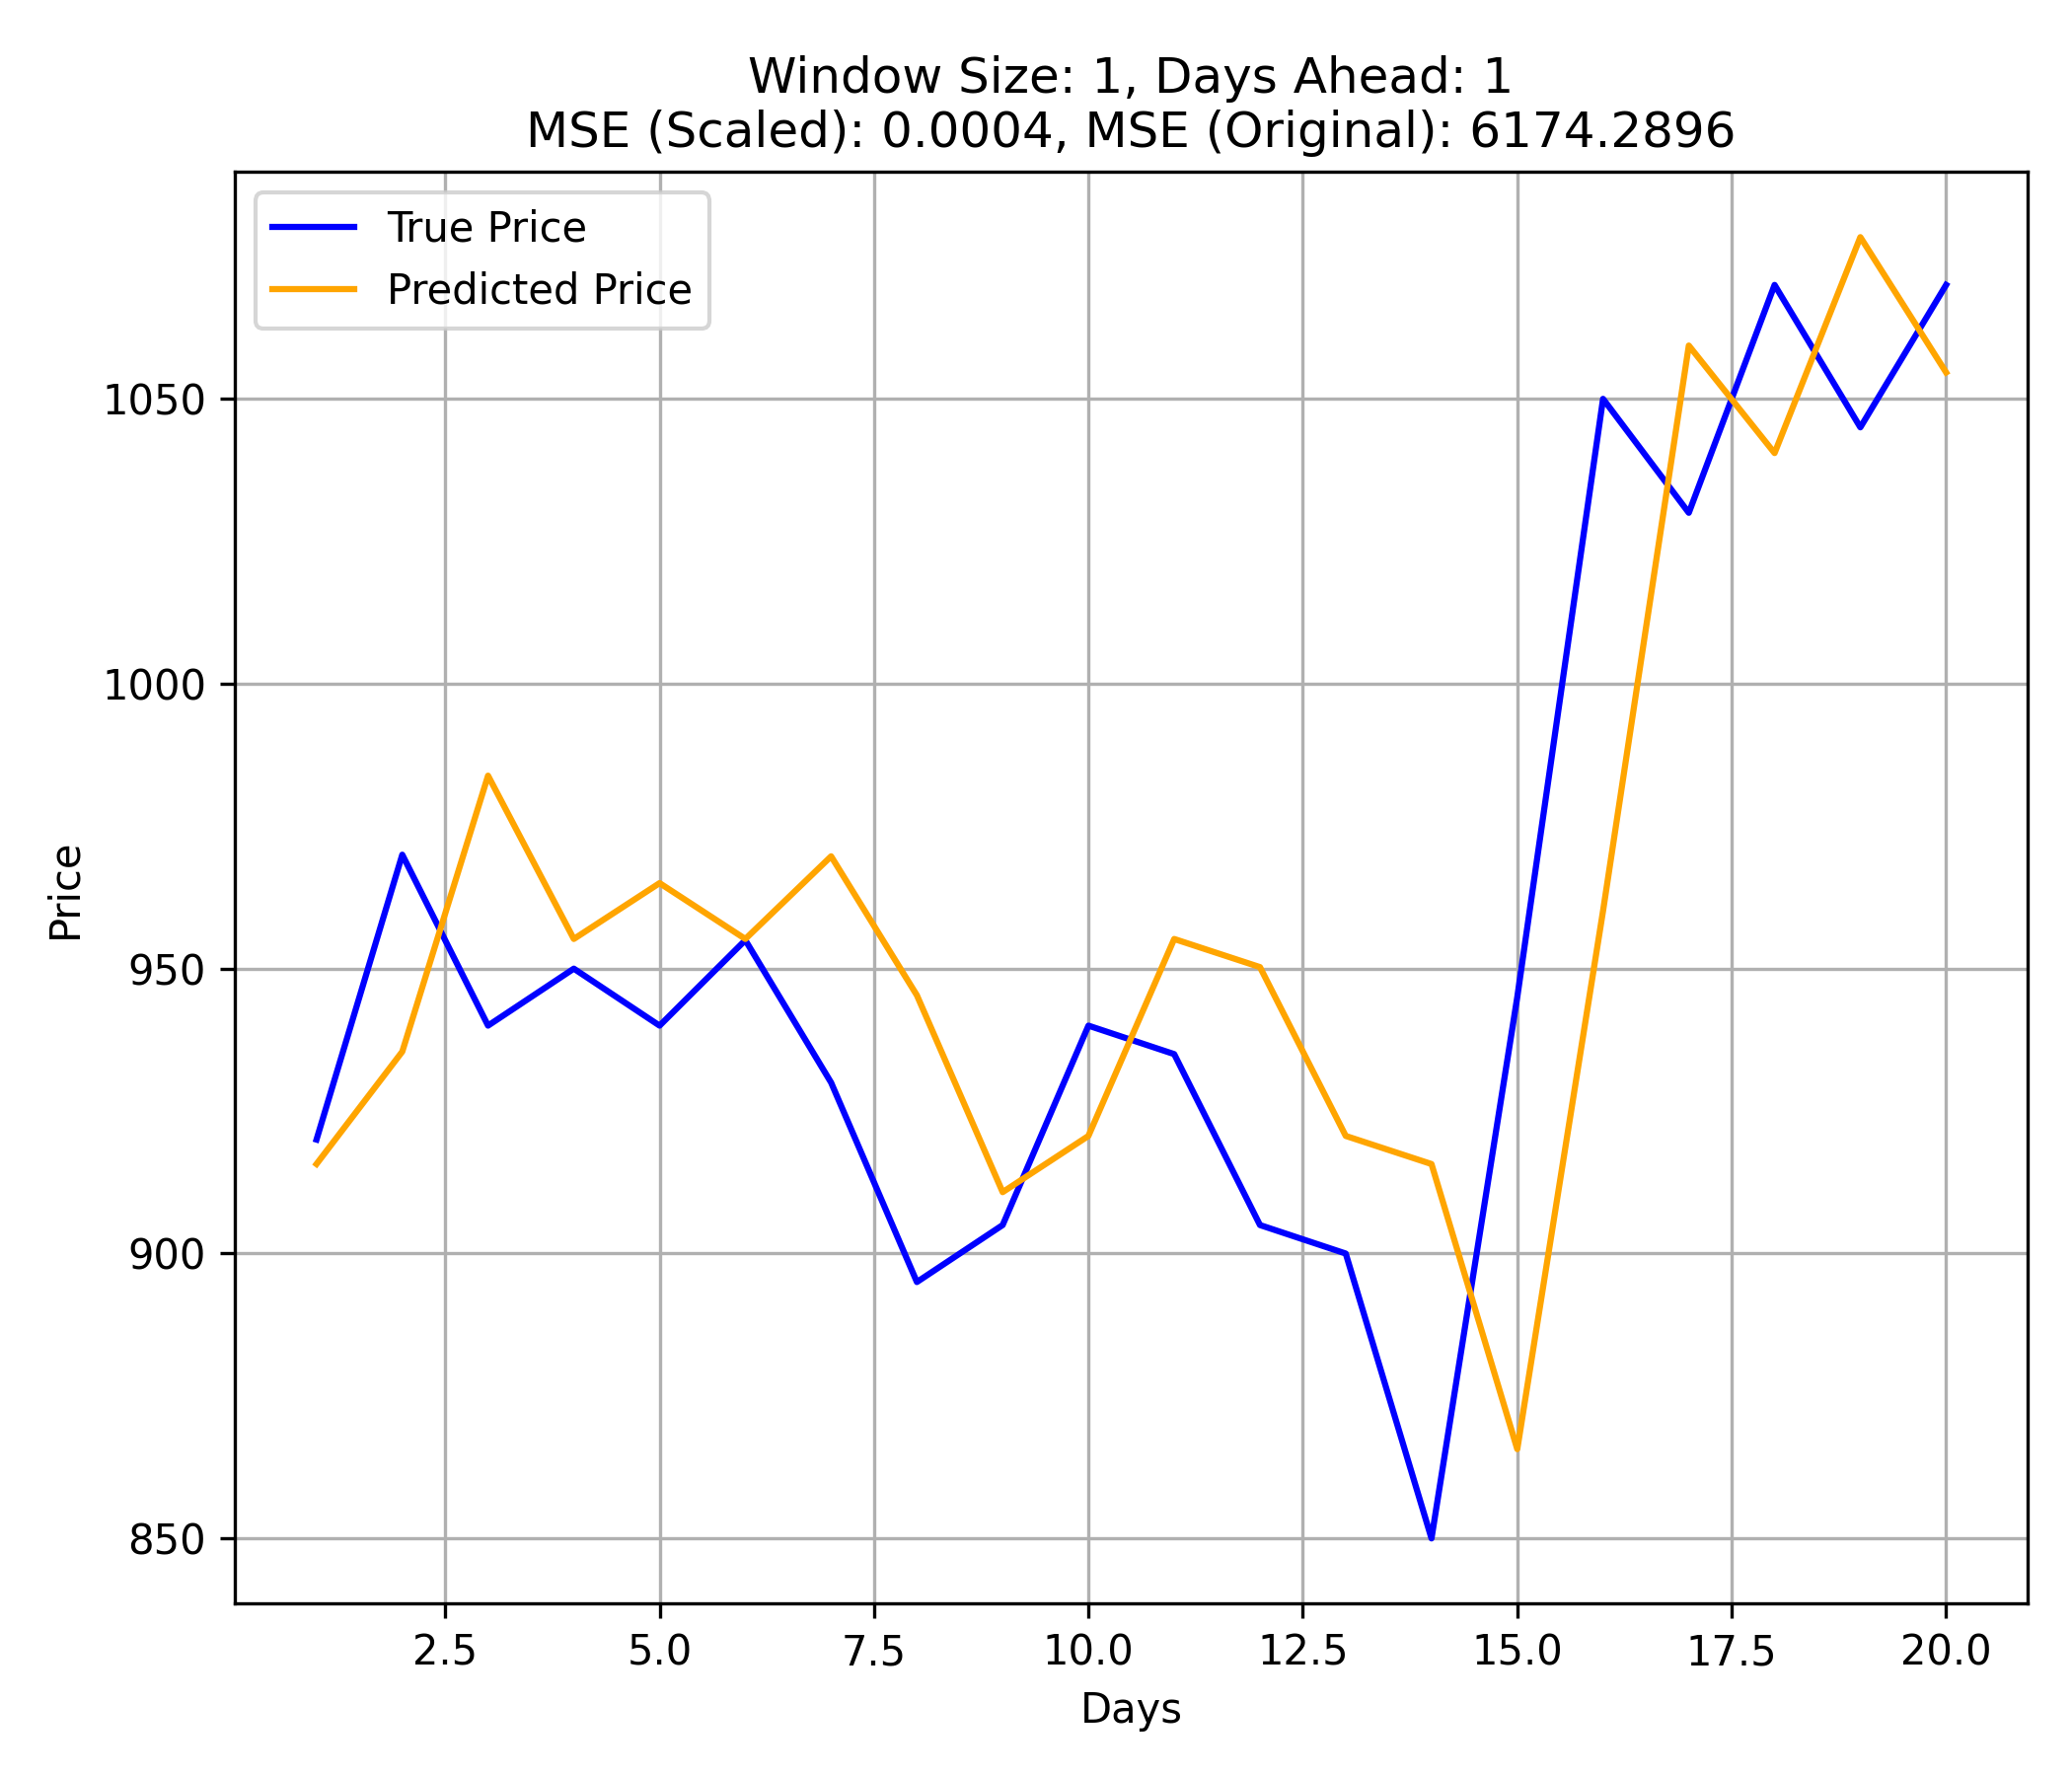 Window Size: 1, Days Ahead: 1
MSE (Scaled): 0.0004, MSE (Original): 6174.2896
True Price
Predicted Price
1050
1000
950
900
850
Price
2.5 5.0 7.5 10.0 12.5 15.0 17.5 20.0
Days